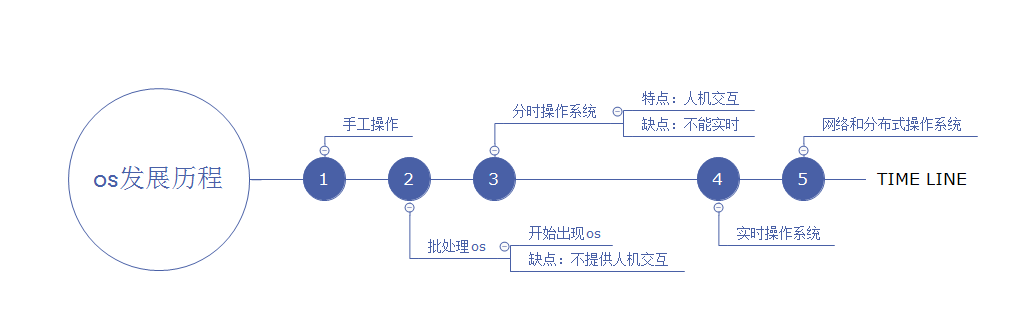 os发展历程
1
手工操作
2
批处理os
开始出现os
缺点：不提供人机交互
3
分时操作系统
特点：人机交互
缺点：不能实时
4
实时操作系统
5
网络和分布式操作系统
TIME LINE